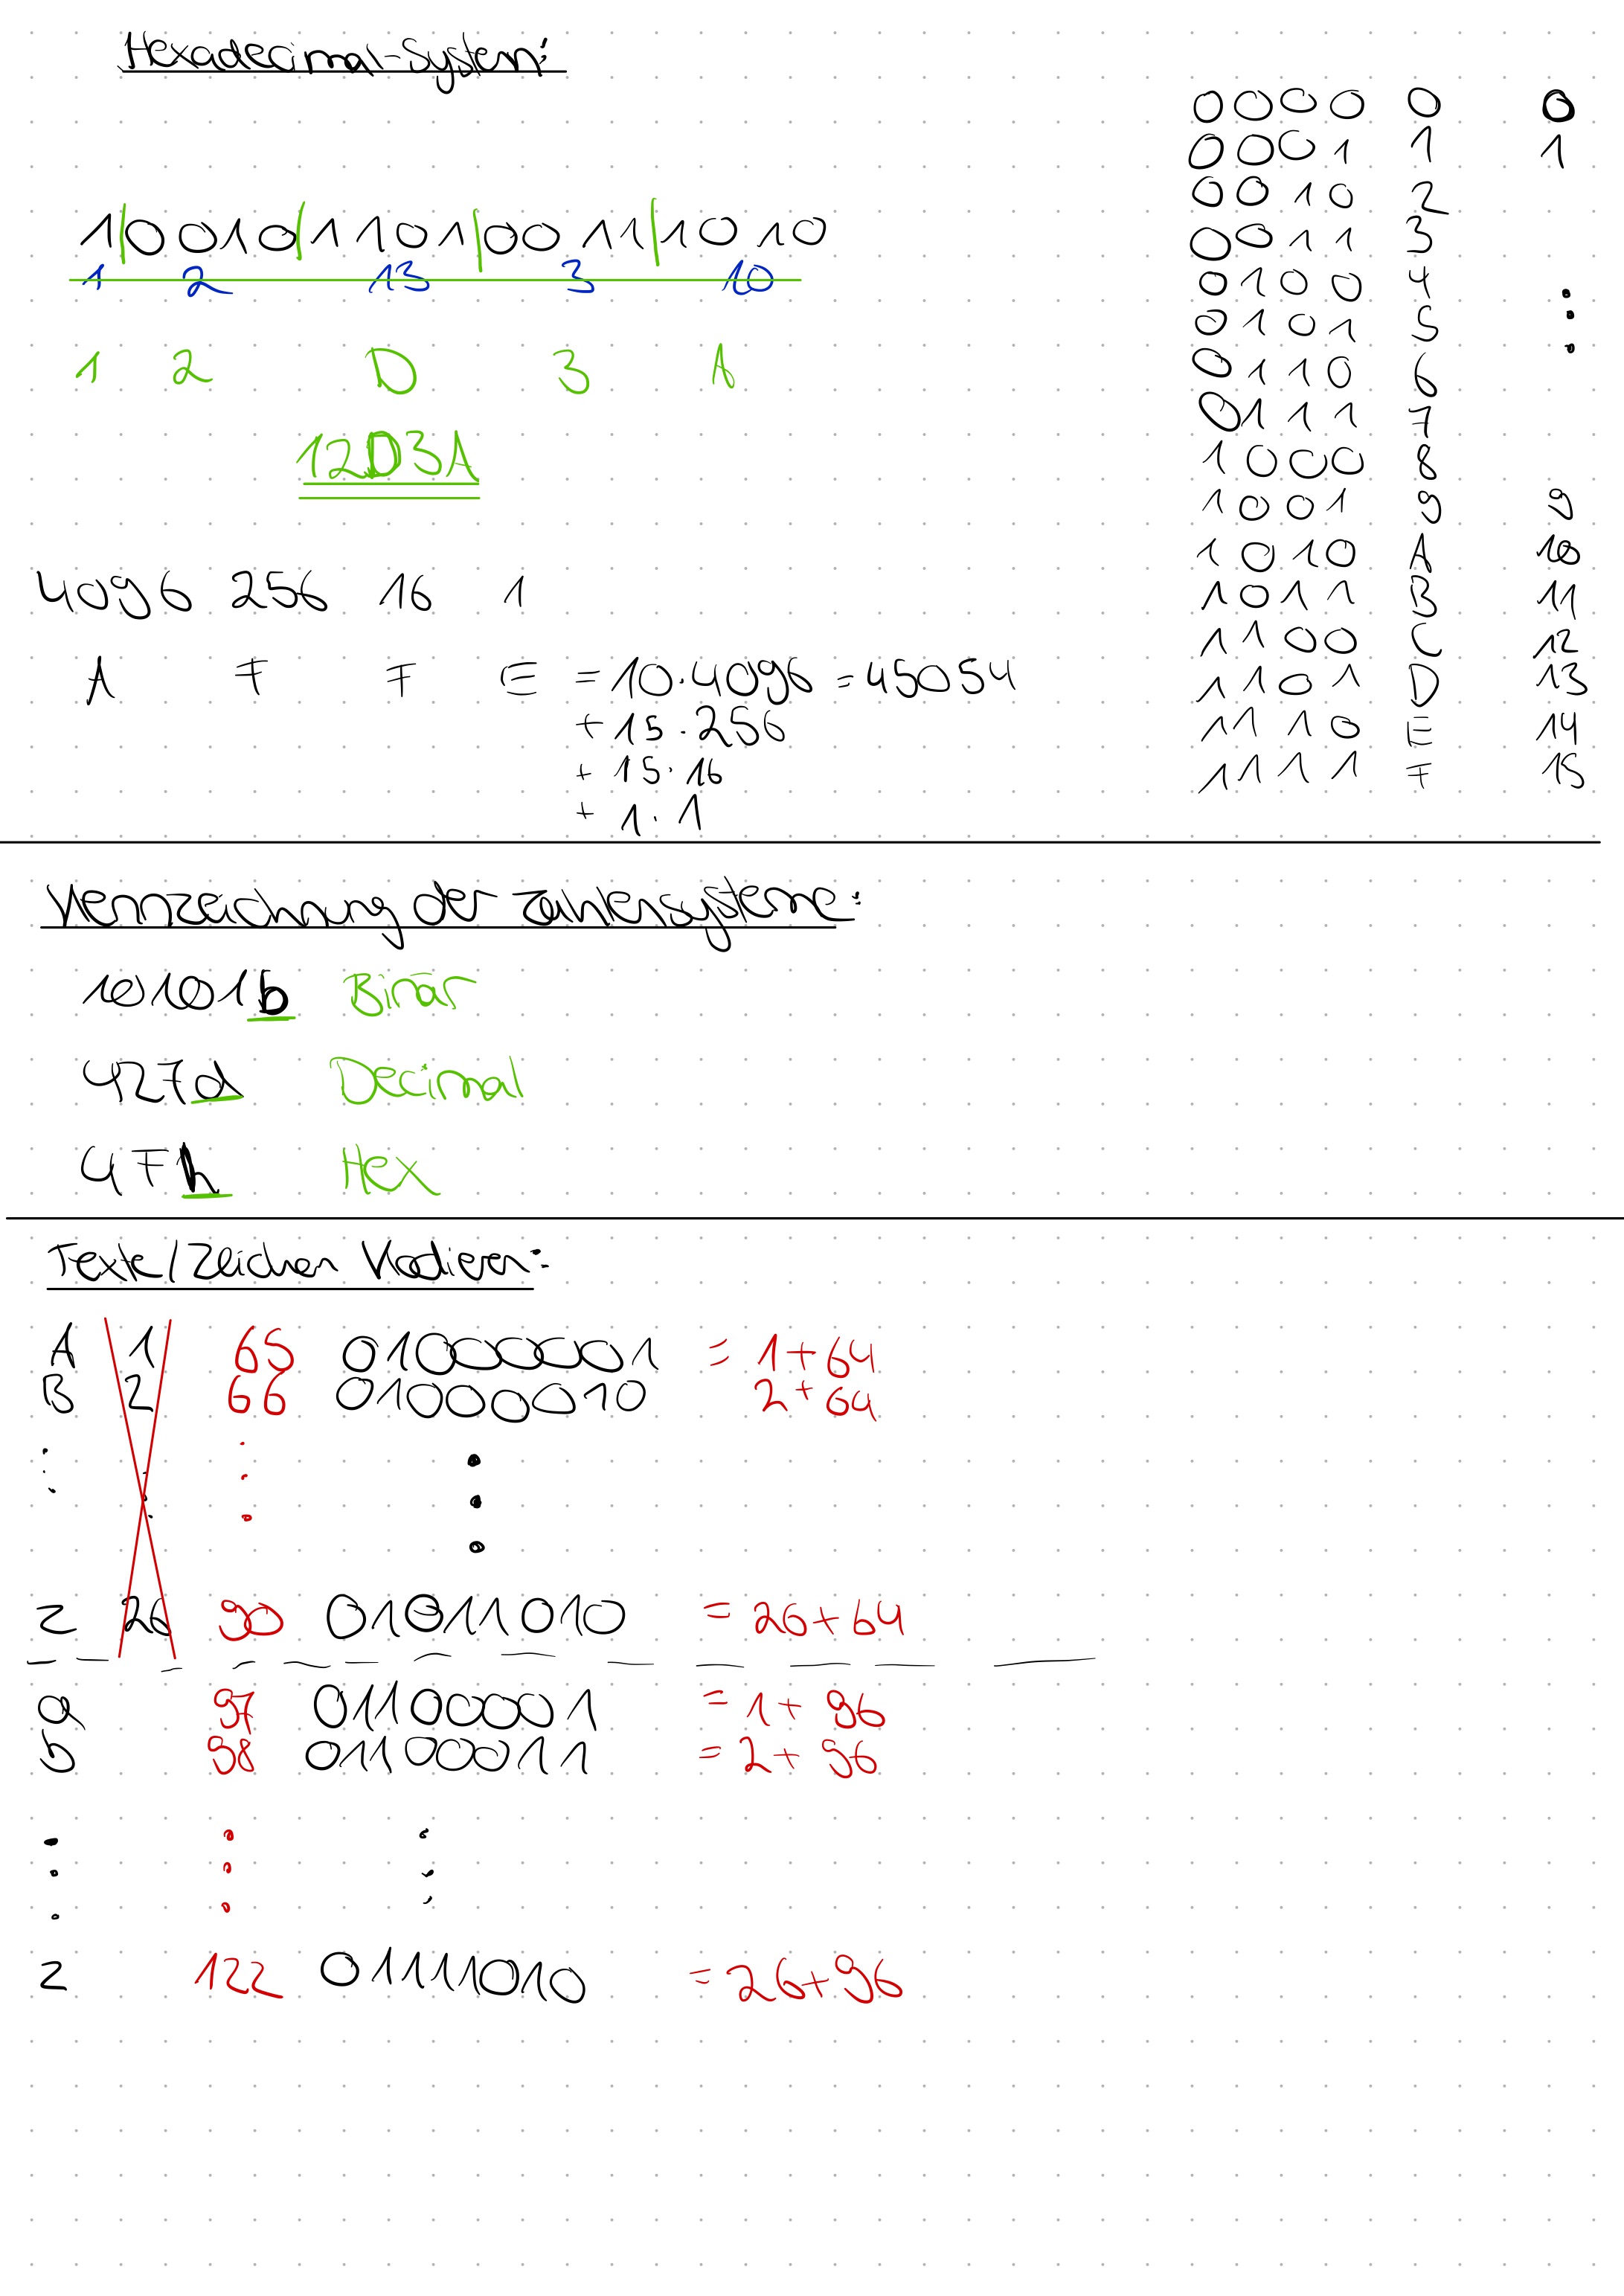 Hexadecimal-System:
1|0010|1101|0011|1010
1 2 13 3 10
1 2 D 3 A
12D3A
4096 256 16 1
A F F E = 10·4096 = 45054
+ 15·256
+ 15·16
+ 1·1
0000 0 0
0001 1 1
0010 2
0011 3
0100 4
0101 5
0110 6
0111 7
1000 8
1001 9 9
1010 A 10
1011 B 11
1100 C 12
1101 D 13
1110 E 14
1111 F 15
Kennzeichnung der Zahlensysteme:
10101b Binär
427d Decimal
4Fh Hex
Texte/Zeichen Kodieren:
A 1 65 01000001 = 1+64
B 2 66 01000010 2+64
Z 26 90 01011010 = 26+64
a 97 01100001 = 1+96
b 98 01100011 = 2+96
z 122 01111010 = 26+96